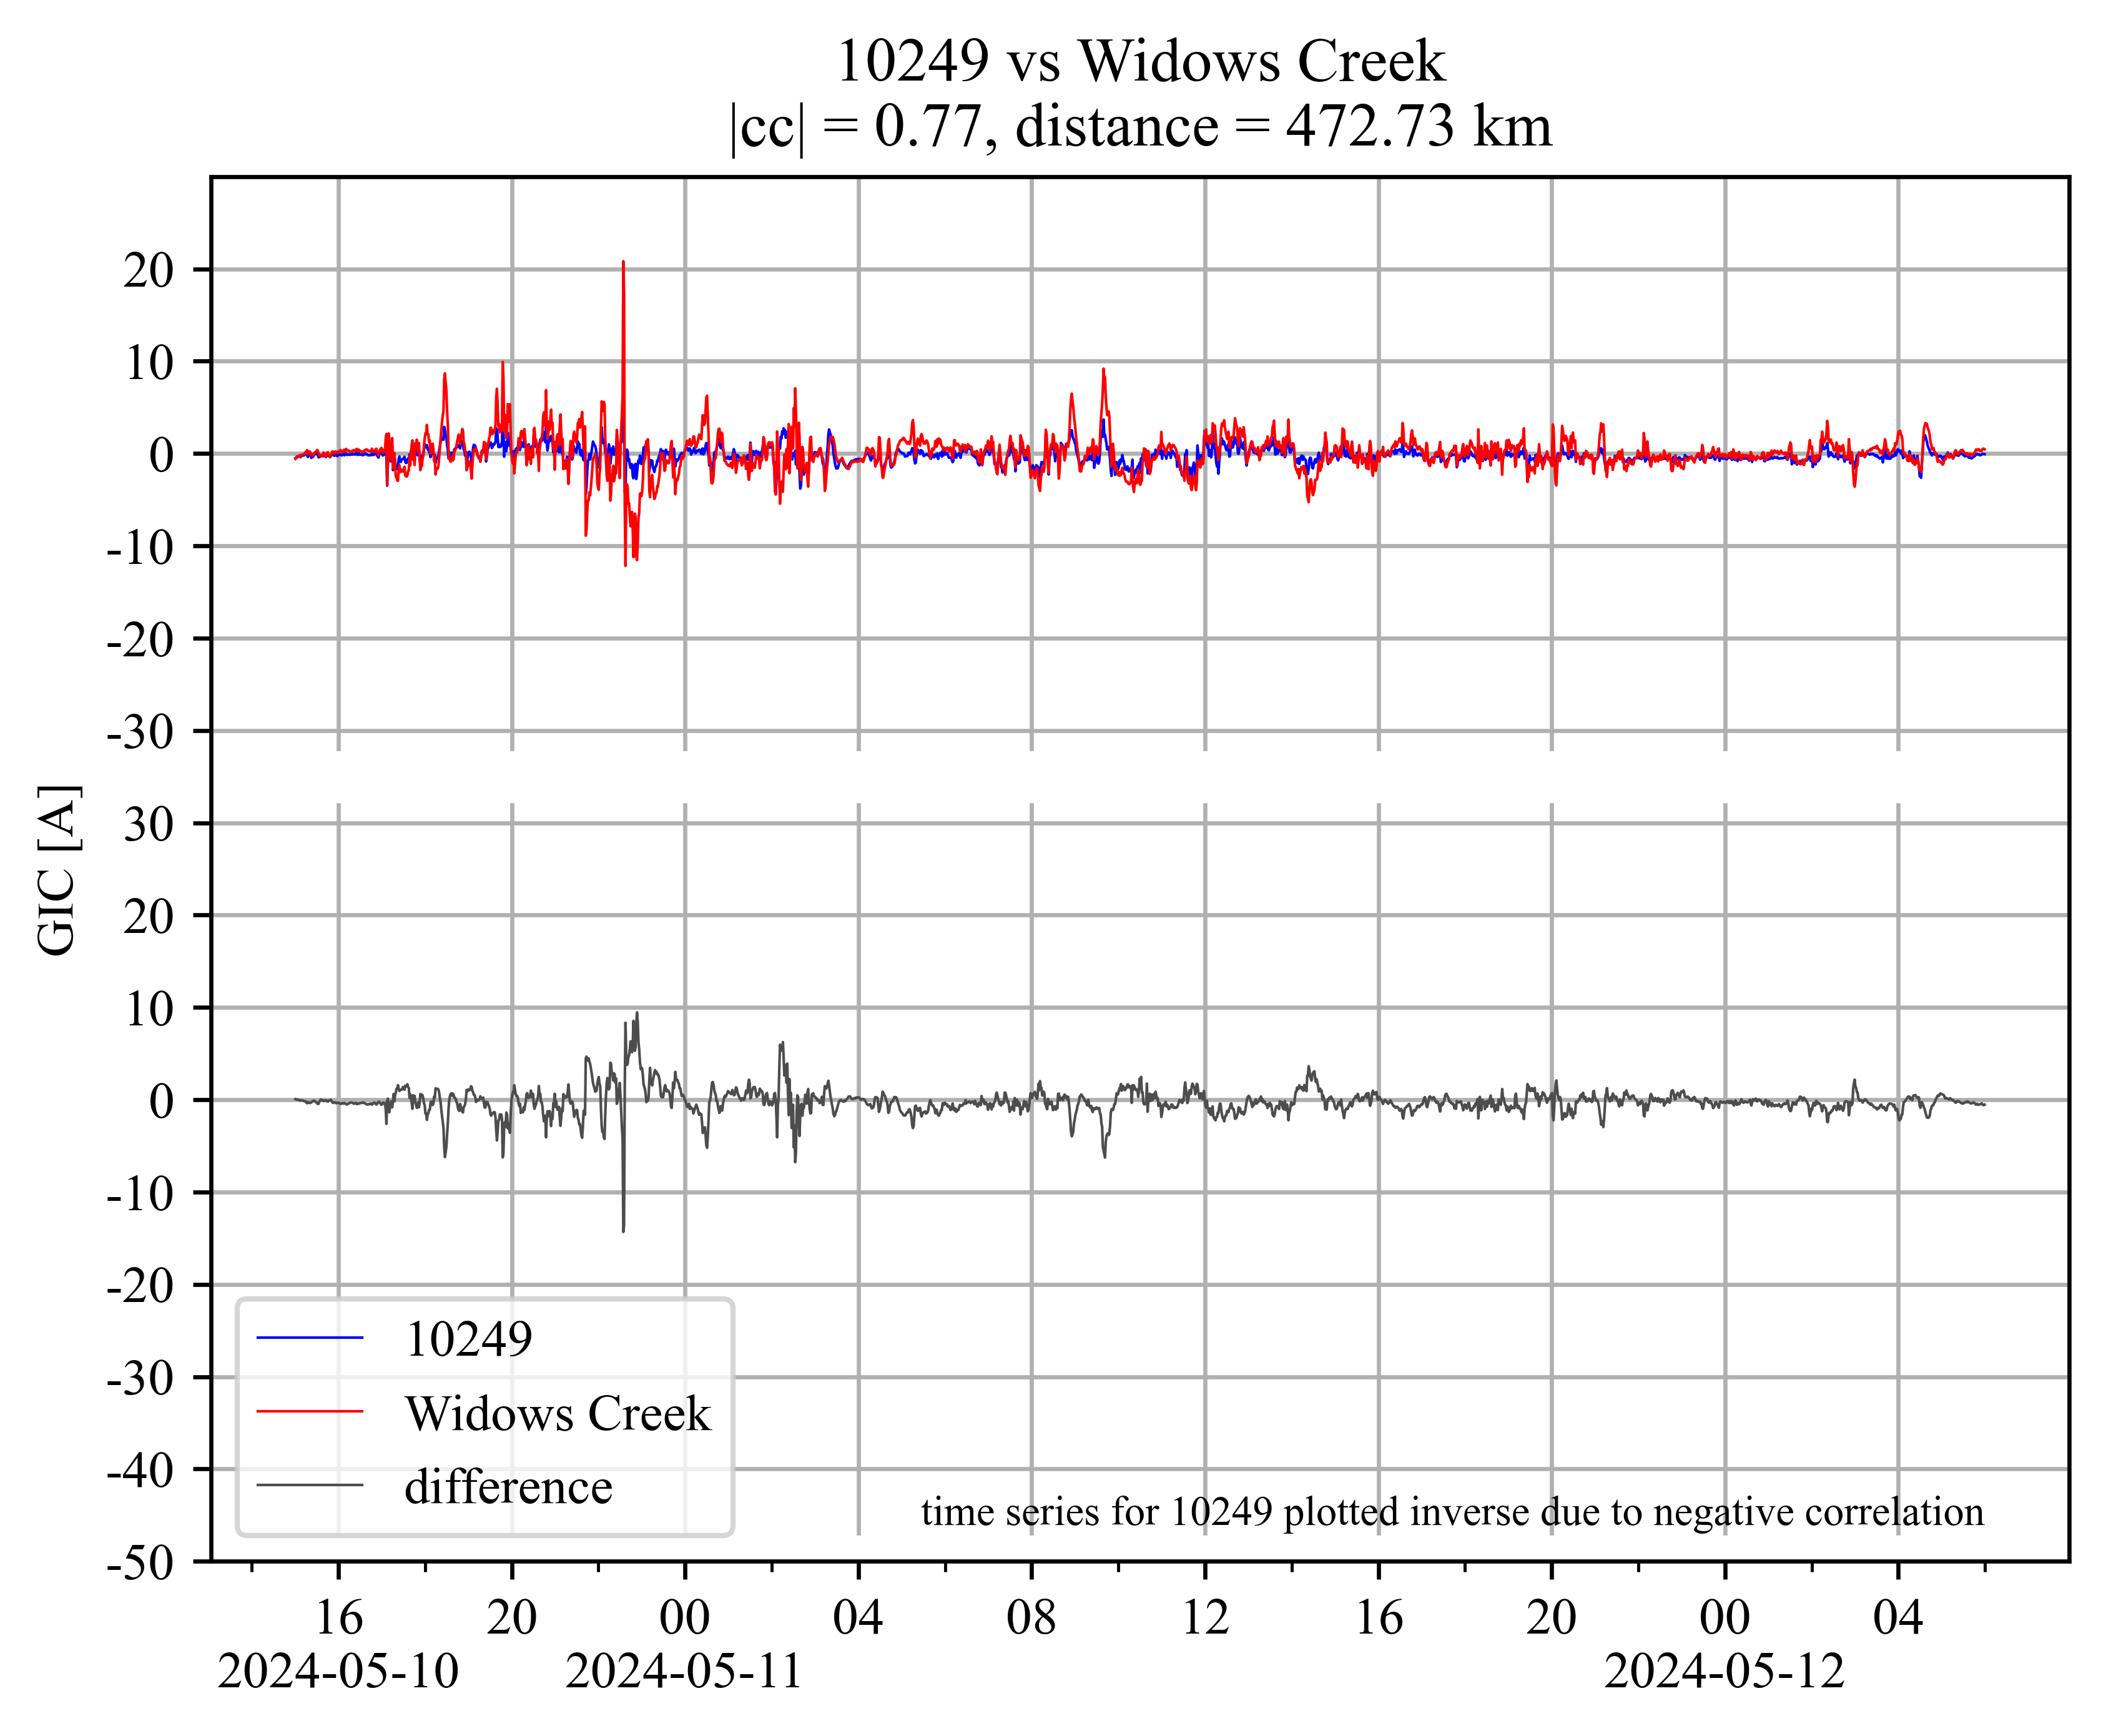 10249 vs Widows Creek
|cc| = 0.77, distance = 472.73 km
20
10
0
-10
-20
-30
30
20
10
0
-10
-20
-30
-40
-50
GIC [A]
10249
Widows Creek
difference
time series for 10249 plotted inverse due to negative correlation
16 20 00 04 08 12 16 20 00 04
2024-05-10 2024-05-11 2024-05-12